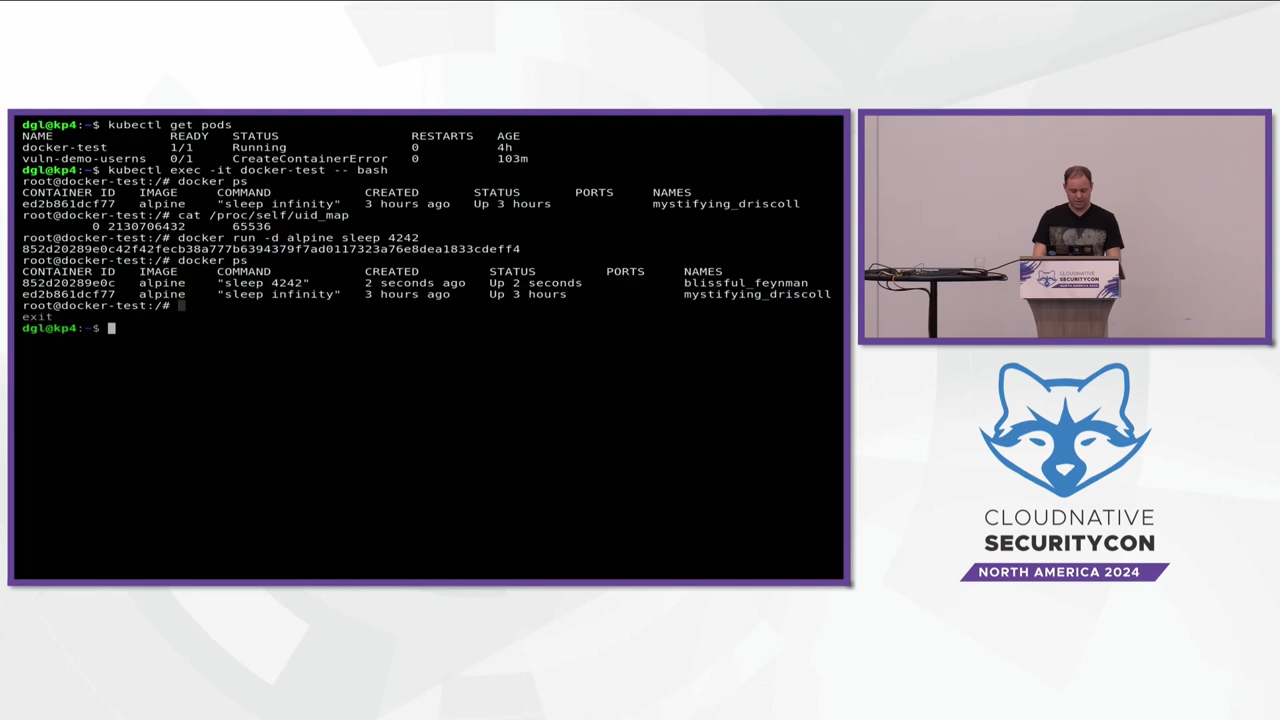 dgl@kp4:~$ kubectl get pods
NAME READY STATUS RESTARTS AGE
docker-test 1/1 Running 0 4h
vuln-demo-userns 0/1 CreateContainerError 0 103m
dgl@kp4:~$ kubectl exec -it docker-test -- bash
root@docker-test:/# docker ps
CONTAINER ID IMAGE COMMAND CREATED STATUS PORTS NAMES
ed2b861dcf77 alpine "sleep infinity" 3 hours ago Up 3 hours mystifying_driscoll
root@docker-test:/# cat /proc/self/uid_map
0 2130706432 65536
root@docker-test:/# docker run -d alpine sleep 4242
852d20289e0c42f42fecb38a777b6394379f7ad0117323a76e8dea1833cdeff4
root@docker-test:/# docker ps
CONTAINER ID IMAGE COMMAND CREATED STATUS PORTS NAMES
852d20289e0c alpine "sleep 4242" 2 seconds ago Up 2 seconds blissful_feynman
ed2b861dcf77 alpine "sleep infinity" 3 hours ago Up 3 hours mystifying_driscoll
root@docker-test:/#
exit
dgl@kp4:~$
CLOUDNATIVE
SECURITYCON
NORTH AMERICA 2024
CLOUDNATIVE
SECURITYCON
NORTH AMERICA 2024